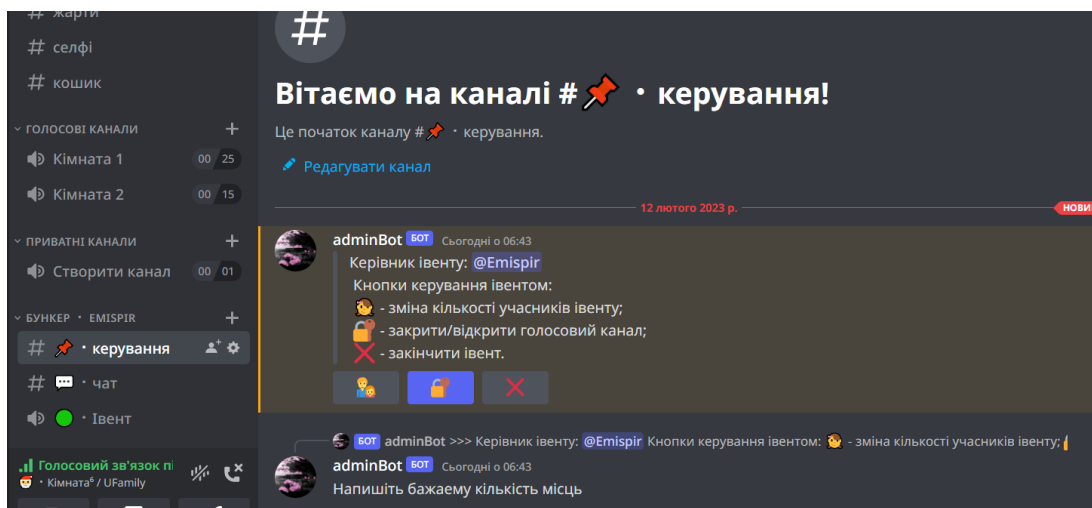 жарти
селфі
кошик
ГОЛОСОВІ КАНАЛИ
Кімната 1 00 25
Кімната 2 00 15
ПРИВАТНІ КАНАЛИ
Створити канал 00 01
БУНКЕР • EMISPIR
📌・керування
💬・чат
🟢・Івент
Голосовий зв'язок пі
・Кімната⁶ / UFamily
Вітаємо на каналі #📌・керування!
Це початок каналу #📌・керування.
Редагувати канал
12 лютого 2023 р.
НОВИ
adminBot БОТ Сьогодні о 06:43
Керівник івенту: @Emispir
Кнопки керування івентом:
- зміна кількості учасників івенту;
- закрити/відкрити голосовий канал;
❌ - закінчити івент.
БОТ adminBot >>> Керівник івенту: @Emispir Кнопки керування івентом: - зміна кількості учасників івенту;
adminBot БОТ Сьогодні о 06:43
Напишіть бажаему кількість місць